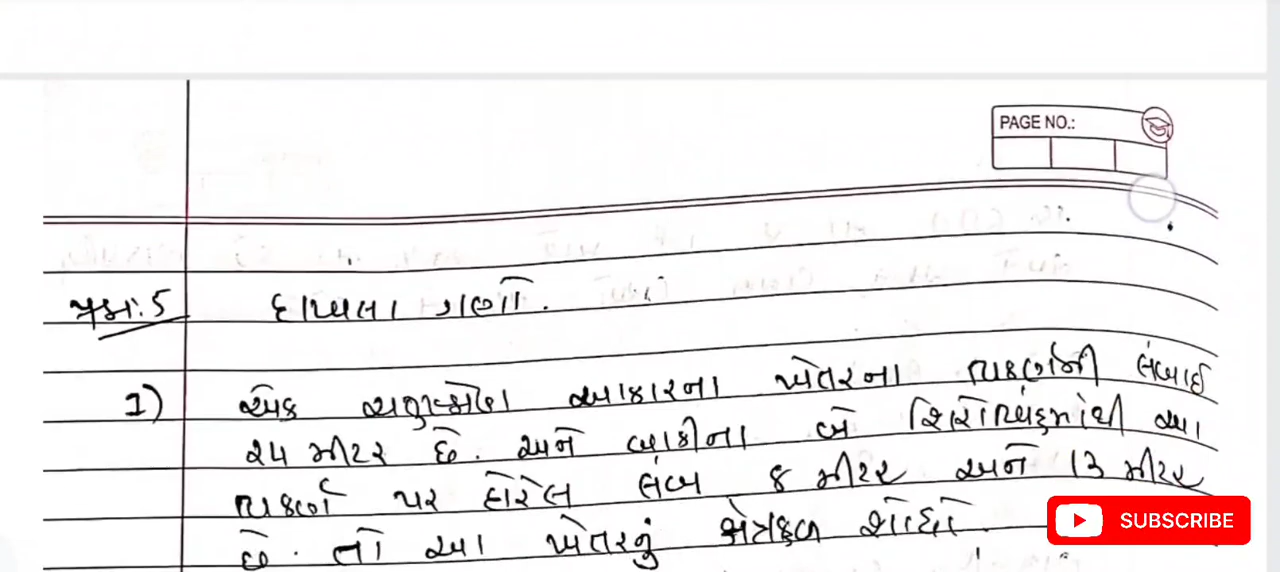 PAGE NO.:
પ્રશ્ન:5 દાખલા ગણો.
1) એક ચતુષ્કોણ આકારના ખેતરના વિકર્ણની લંબાઈ
24 મીટર છે. અને બાકીના બે શિરોબિંદુમાંથી આ
વિકર્ણ પર દોરેલ લંબ 8 મીટર અને 13 મીટર
છે. તો આ ખેતરનું ક્ષેત્રફળ શોધો.
SUBSCRIBE